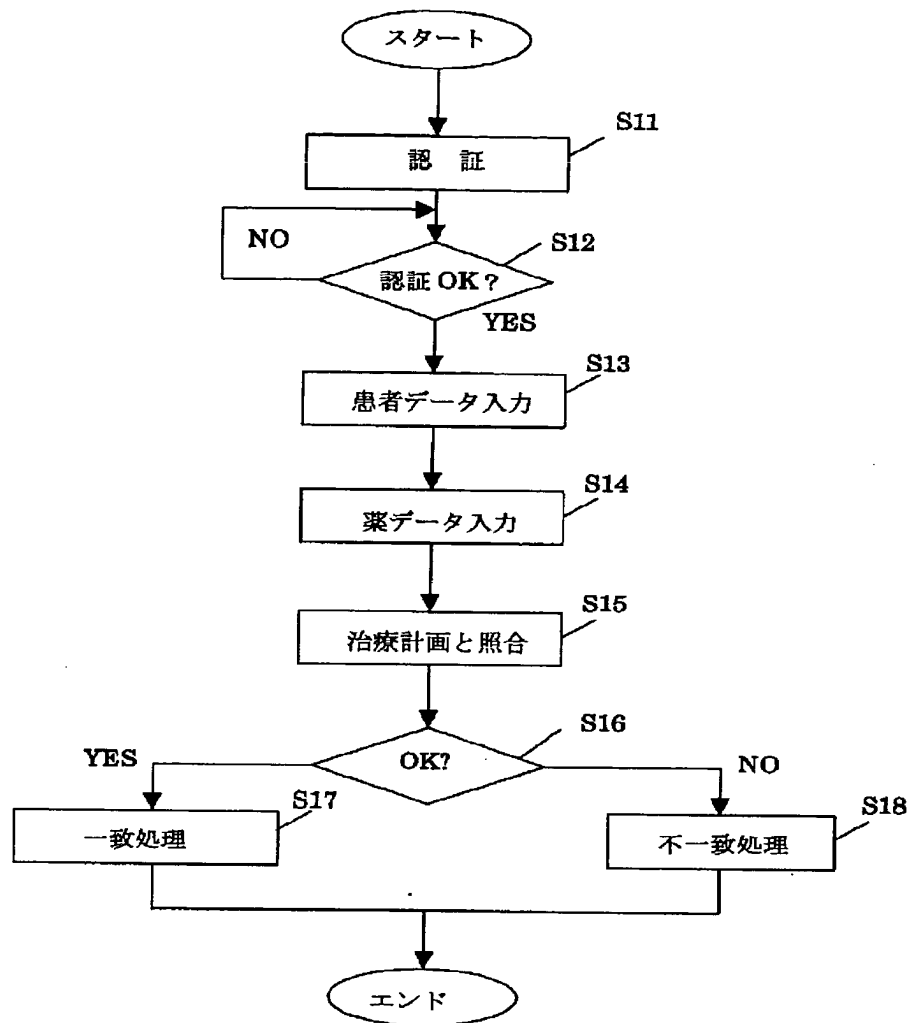 スタート
S11
認 証
NO
S12
認証 OK?
YES
S13
患者データ入力
S14
薬データ入力
S15
治療計画と照合
S16
YES
OK?
NO
S17
S18
一致処理
不一致処理
エンド